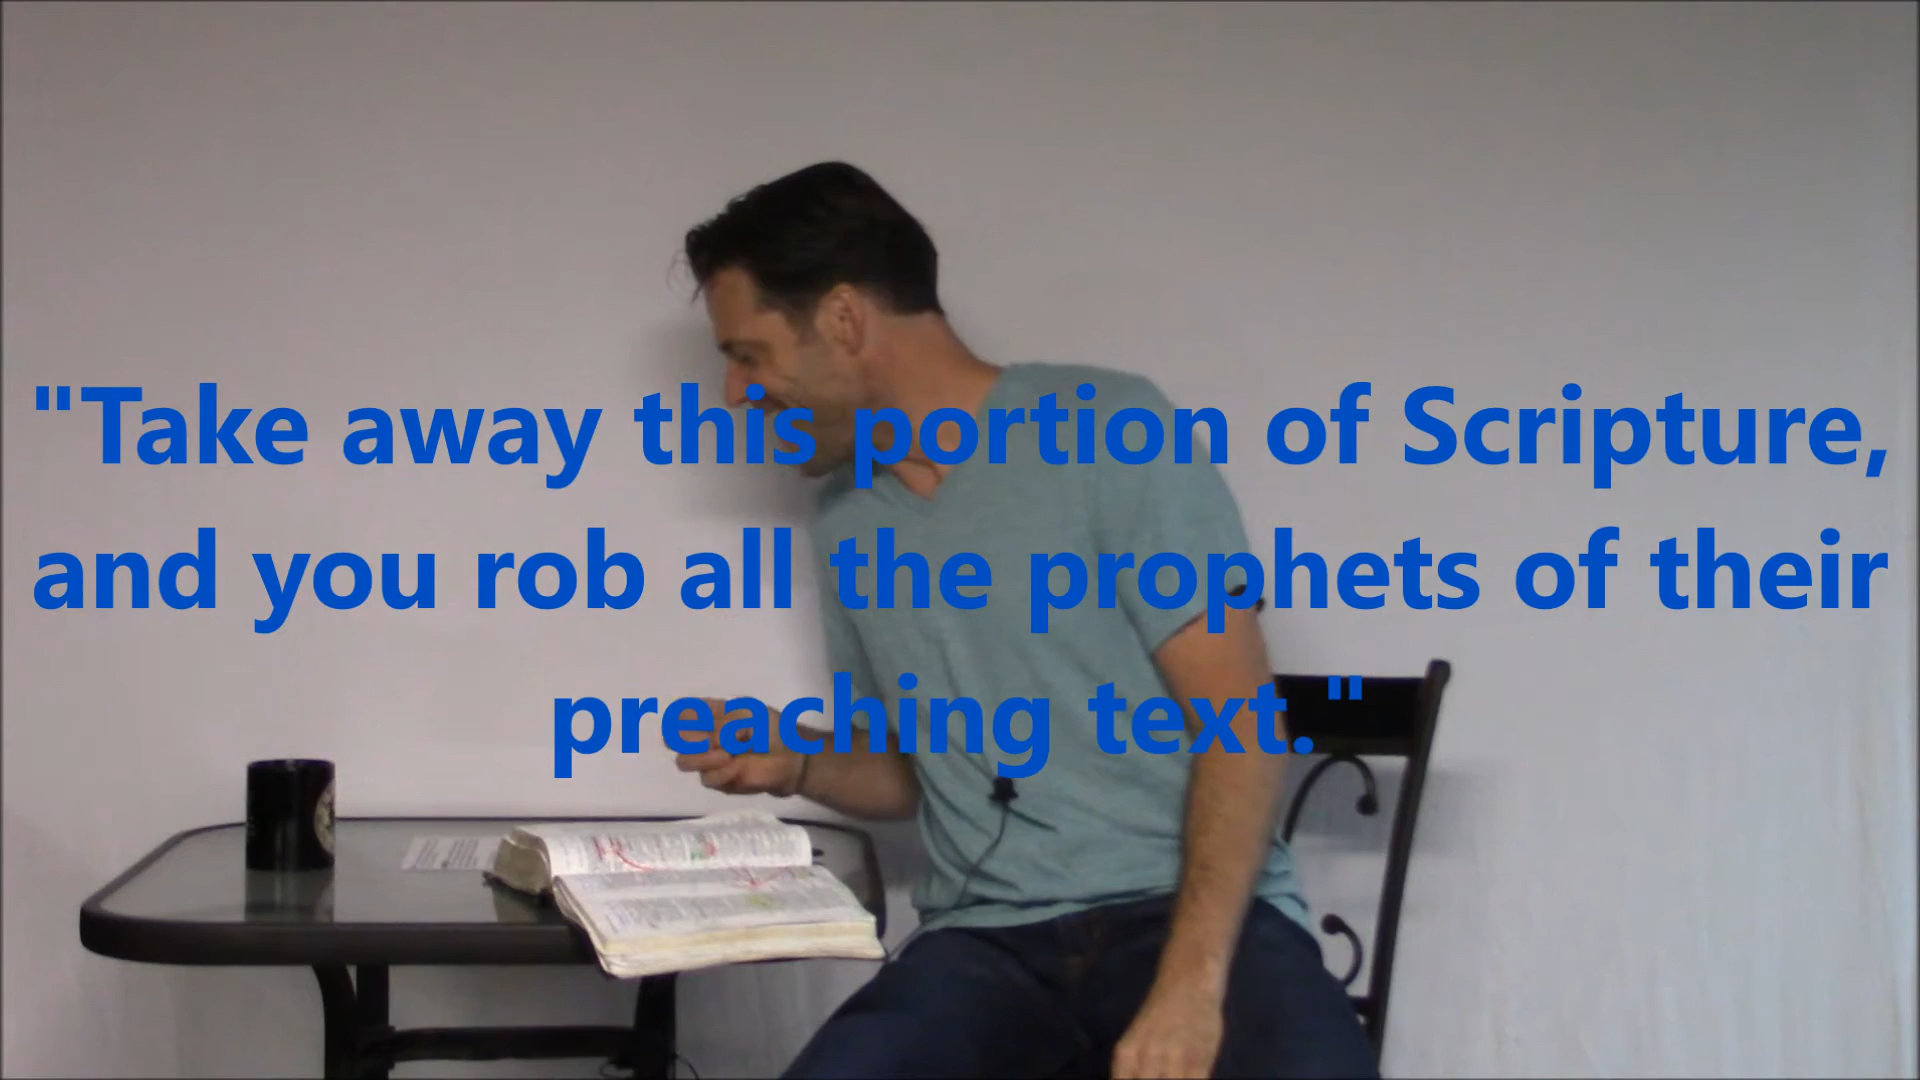 "Take away this portion of Scripture,
and you rob all the prophets of their
preaching text."